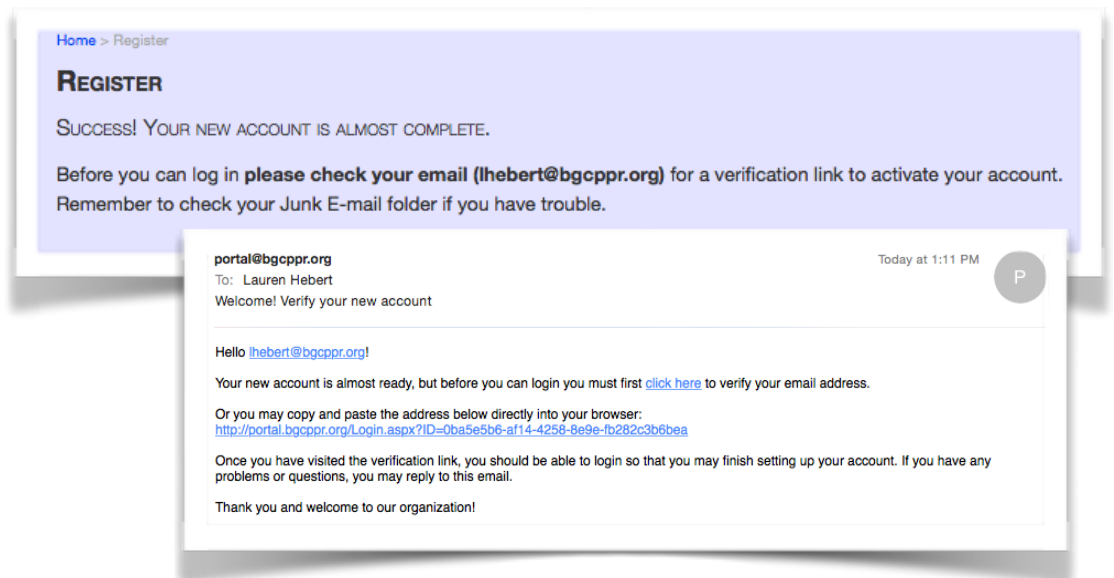 Home > Register
REGISTER
SUCCESS! YOUR NEW ACCOUNT IS ALMOST COMPLETE.
Before you can log in please check your email (lhebert@bgcppr.org) for a verification link to activate your account.
Remember to check your Junk E-mail folder if you have trouble.
portal@bgcppr.org
Today at 1:11 PM
P
To: Lauren Hebert
Welcome! Verify your new account
Hello lhebert@bgcppr.org!
Your new account is almost ready, but before you can login you must first click here to verify your email address.
Or you may copy and paste the address below directly into your browser:
http://portal.bgcppr.org/Login.aspx?ID=0ba5e5b6-af14-4258-8e9e-fb282c3b6bea
Once you have visited the verification link, you should be able to login so that you may finish setting up your account. If you have any
problems or questions, you may reply to this email.
Thank you and welcome to our organization!